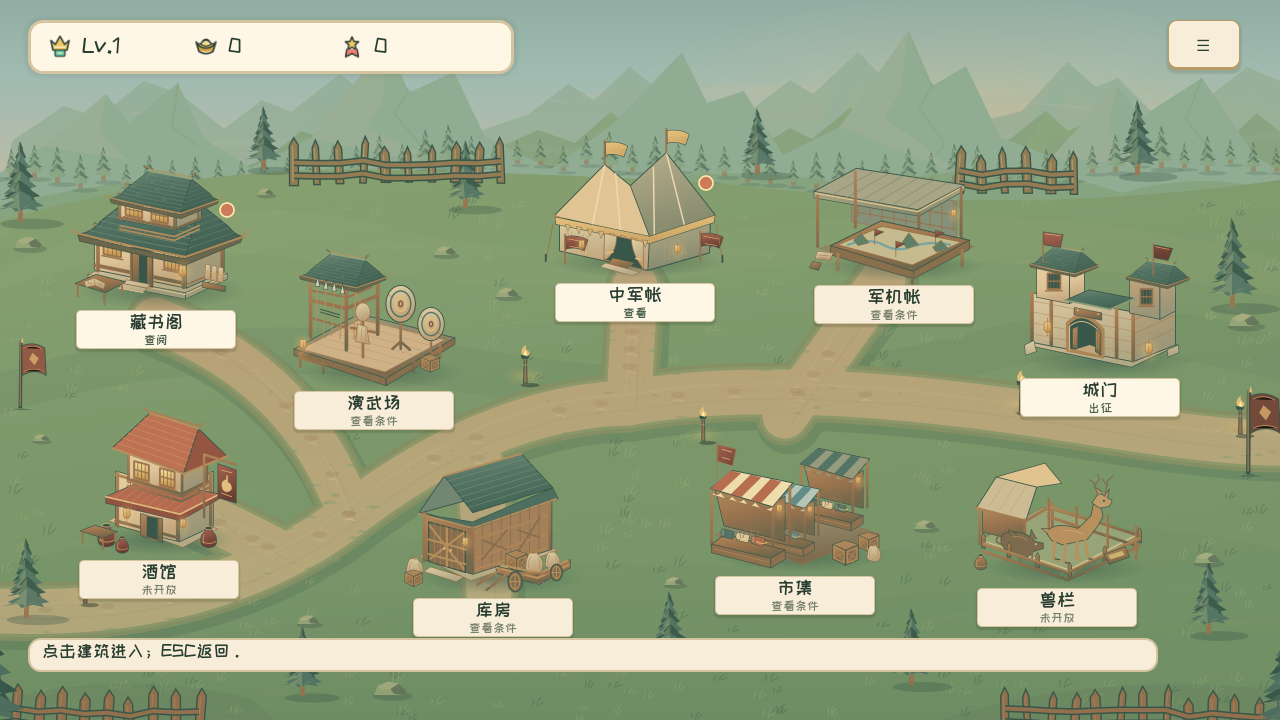 Lv.1 0 0
中军帐
查看
军机帐
查看条件
藏书阁
查阅
城门
出征
演武场
查看条件
酒馆
未开放
市集
查看条件
兽栏
未开放
库房
查看条件
点击建筑进入；ESC返回．